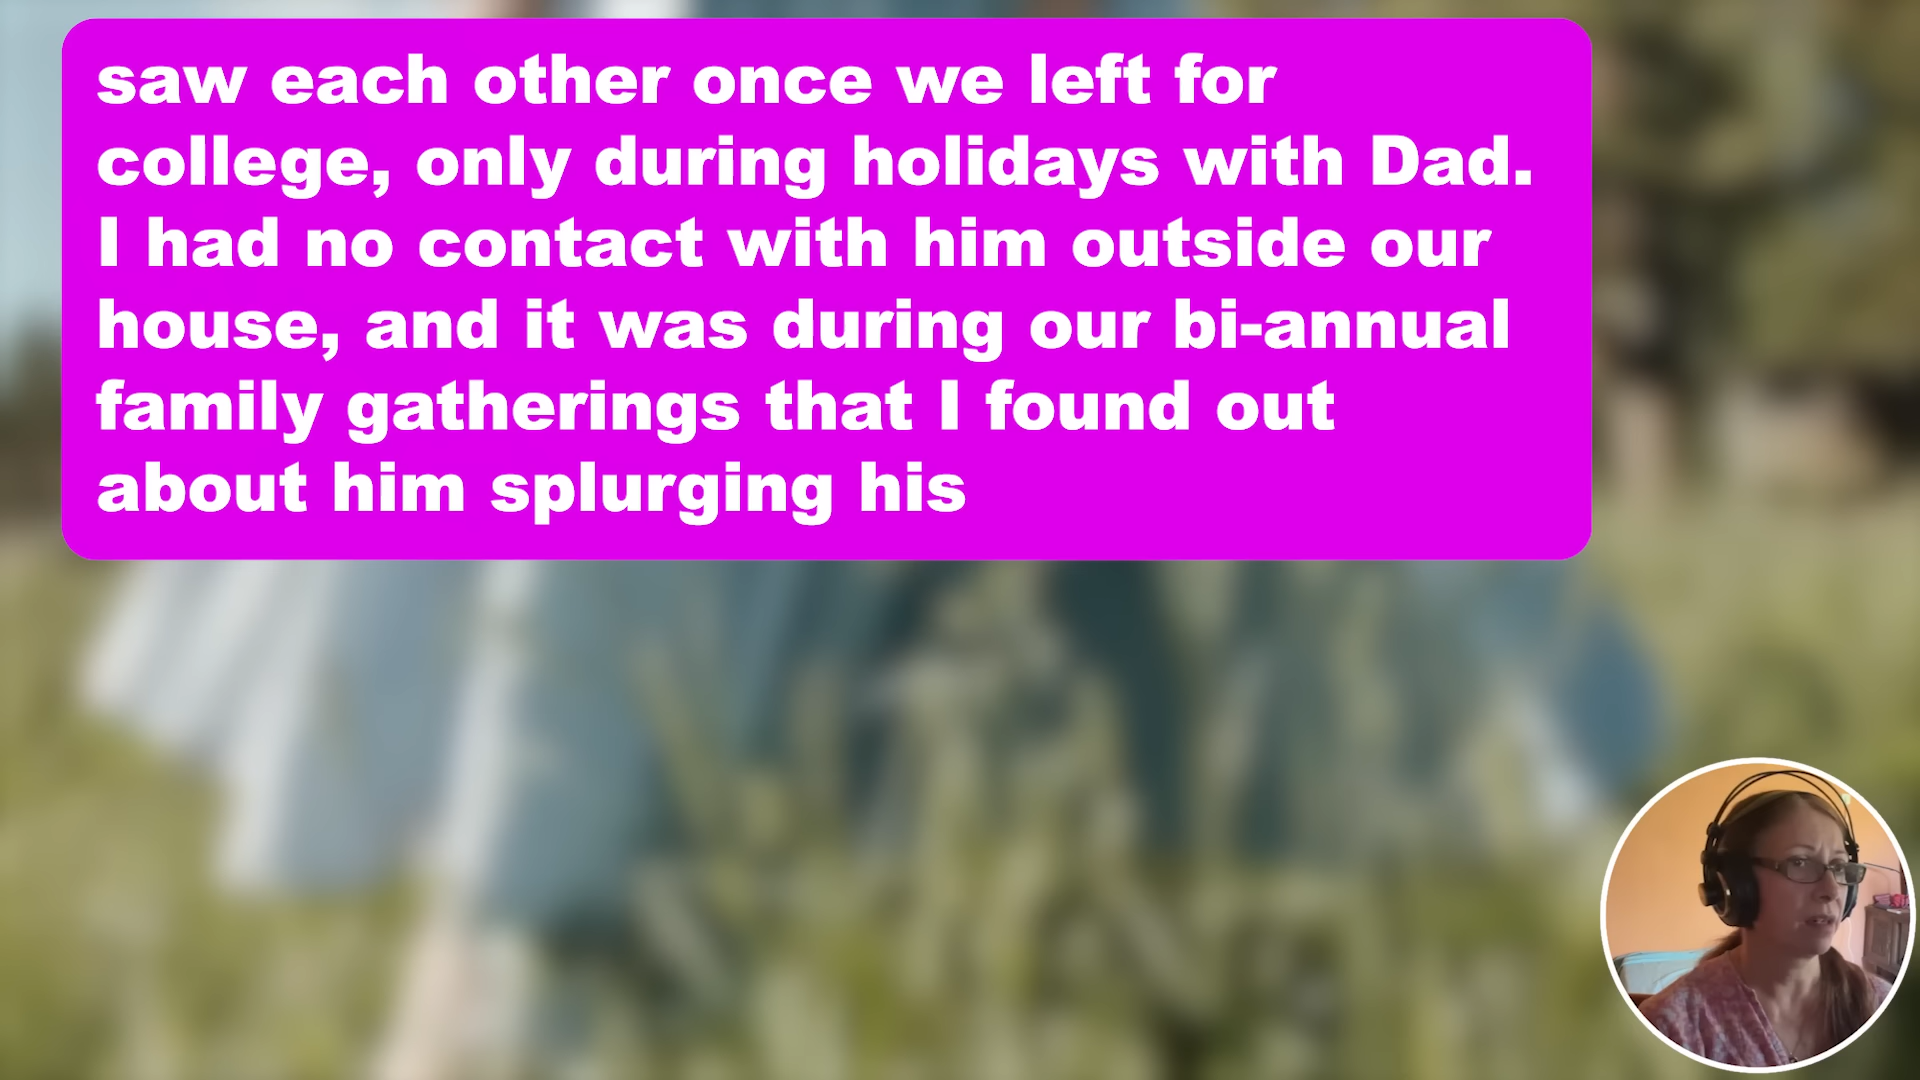 saw each other once we left for
college, only during holidays with Dad.
I had no contact with him outside our
house, and it was during our bi-annual
family gatherings that I found out
about him splurging his